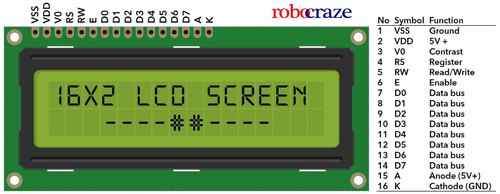 robocraze
VSS VDD V0 RS RW E D0 D1 D2 D3 D4 D5 D6 D7 A K
16X2 LCD SCREEN
----##----
No Symbol Function
1 VSS Ground
2 VDD 5V +
3 V0 Contrast
4 RS Register
5 RW Read/Write
6 E Enable
7 D0 Data bus
8 D1 Data bus
9 D2 Data bus
10 D3 Data bus
11 D4 Data bus
12 D5 Data bus
13 D6 Data bus
14 D7 Data bus
15 A Anode (5V+)
16 K Cathode (GND)